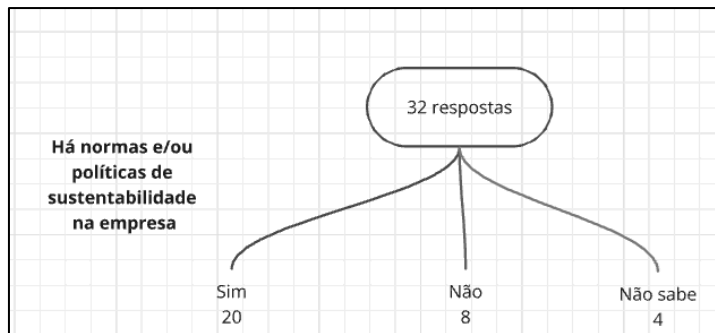 32 respostas
Há normas e/ou
políticas de
sustentabilidade
na empresa
Sim
20
Não
8
Não sabe
4